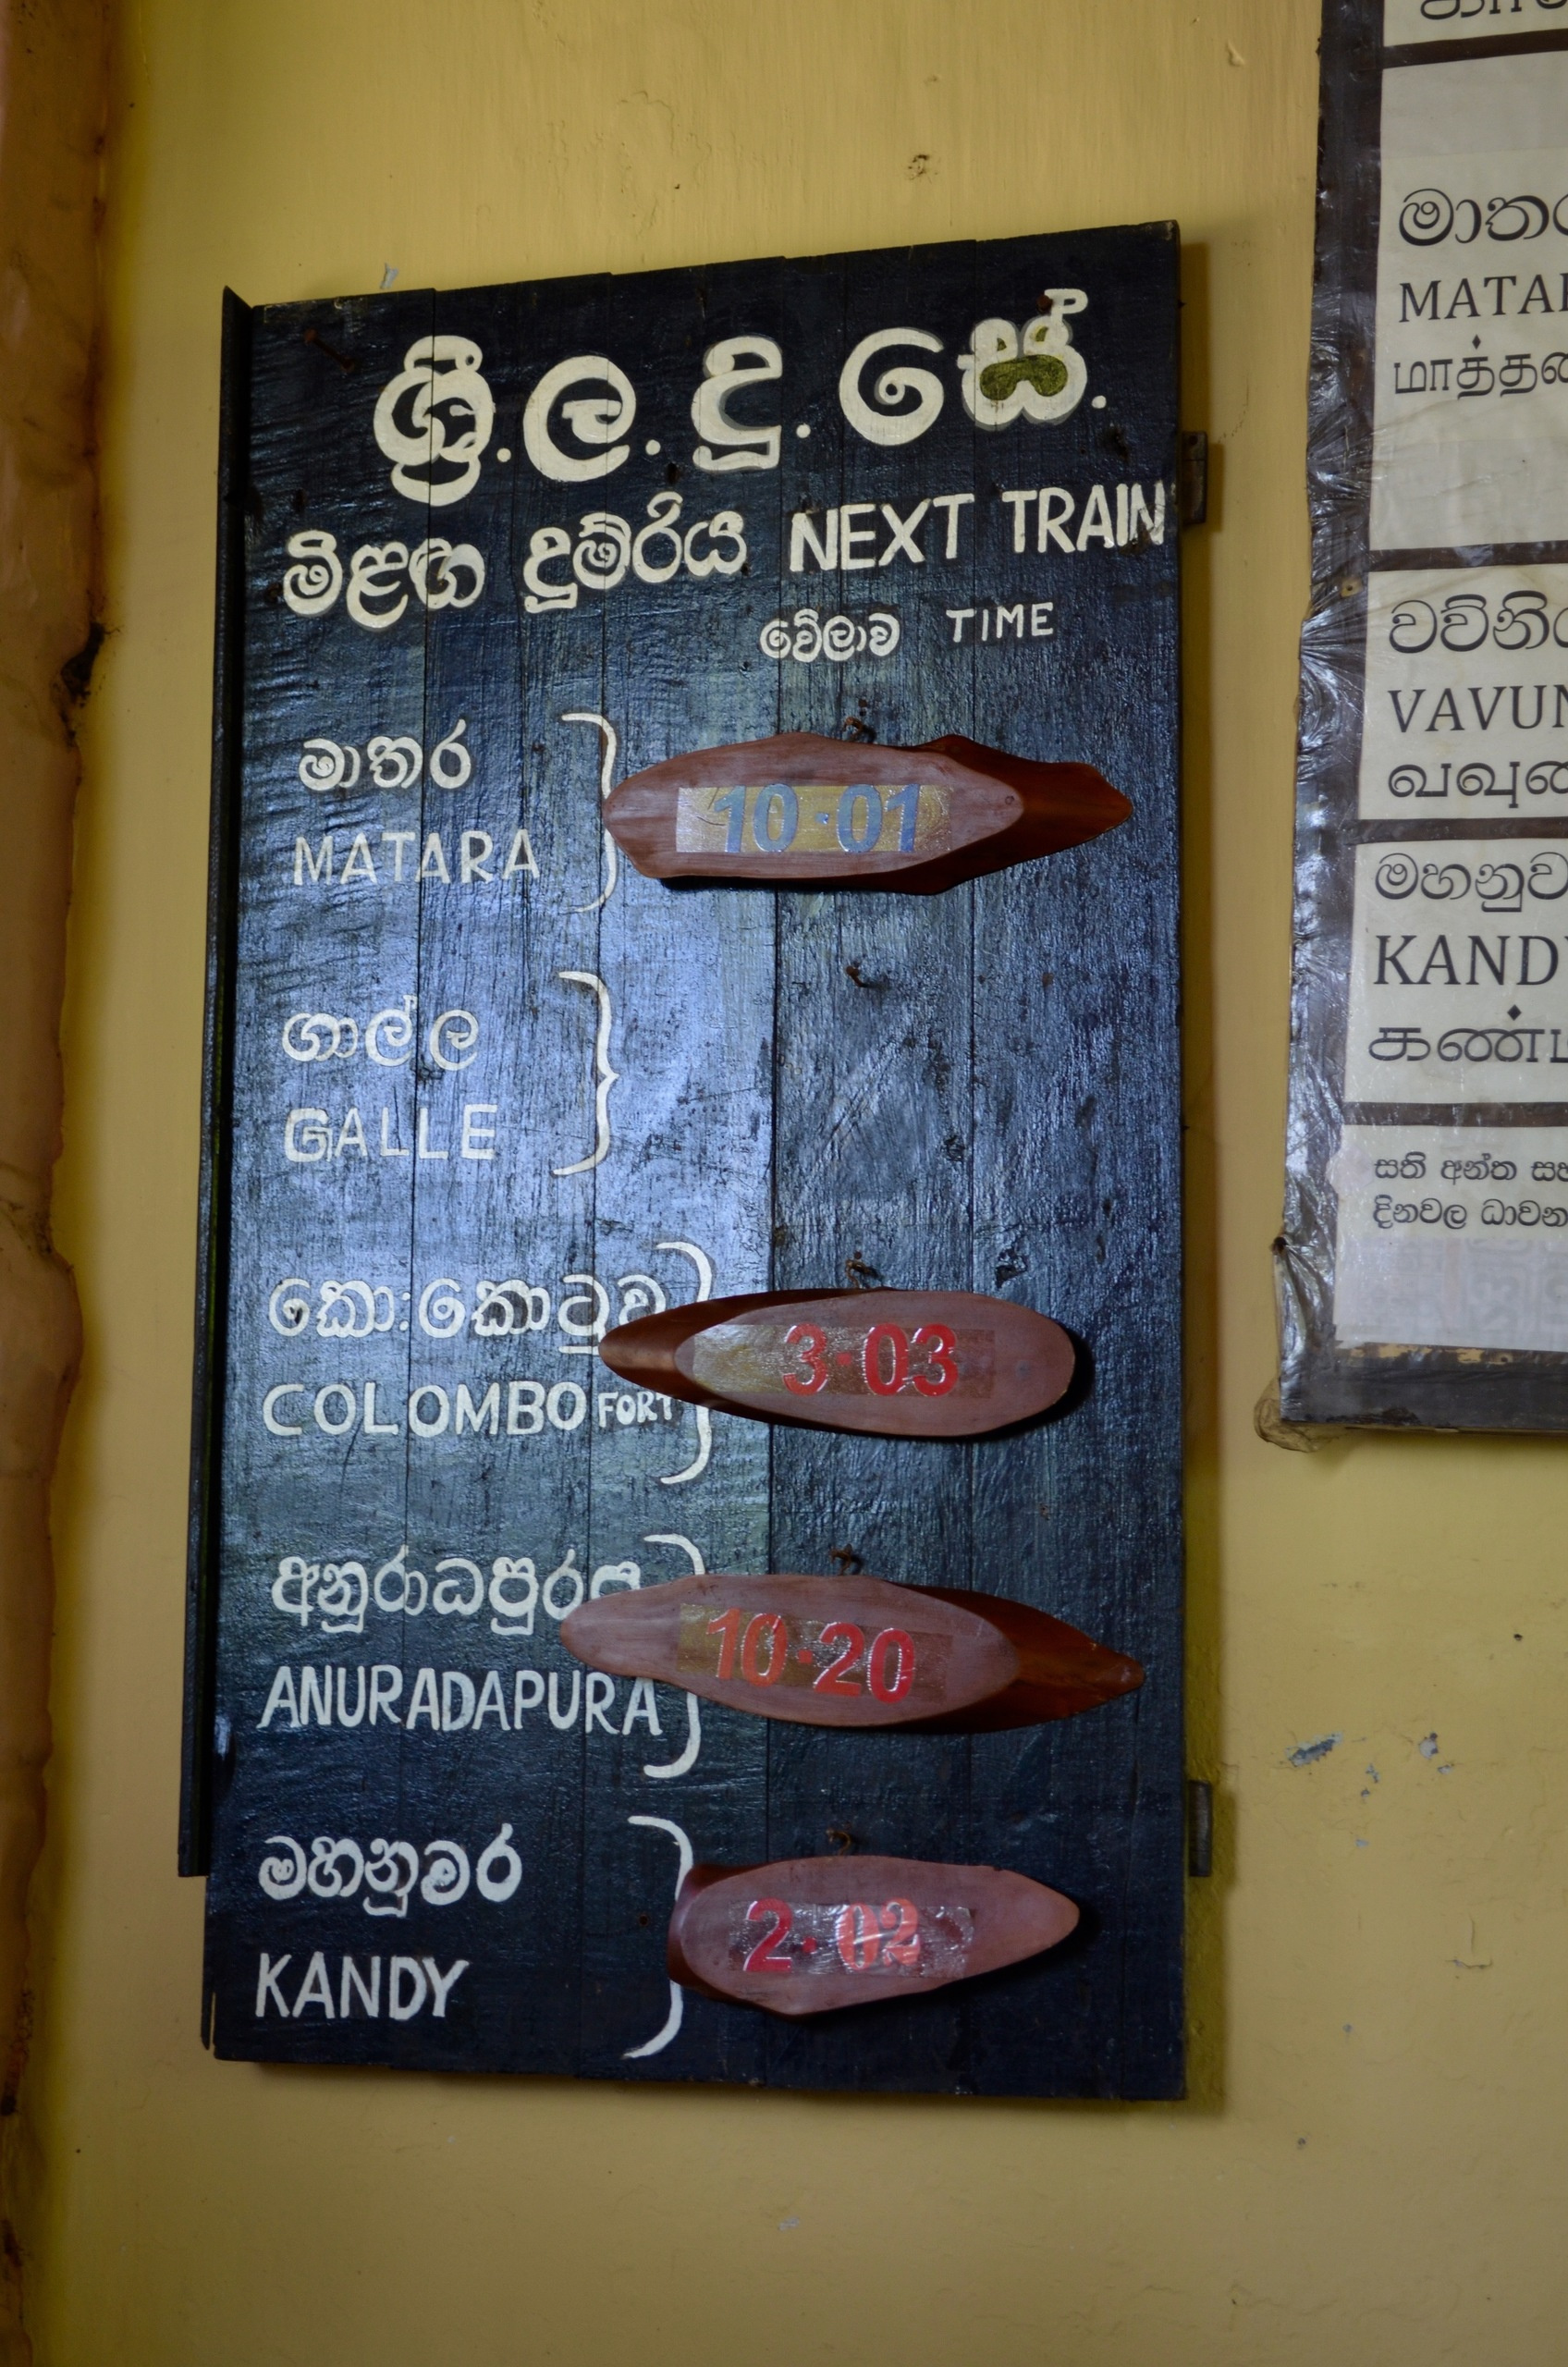 ශ්‍රී.ල.දු.සේ.
මිළඟ දුම්රිය NEXT TRAIN
වේලාව TIME
මාතර
MATARA
10·01
ගාල්ල
GALLE
කො:කොටුව
COLOMBO FORT
3·03
අනුරාධපුරය
ANURADAPURA
10·20
මහනුවර
KANDY
2·02
මාතර
MATAR
மாத்தறை
වව්නි
VAVUN
வவுனி
මහනුව
KANDY
கண்டி
සති අන්ත සහ
දිනවල ධාවන